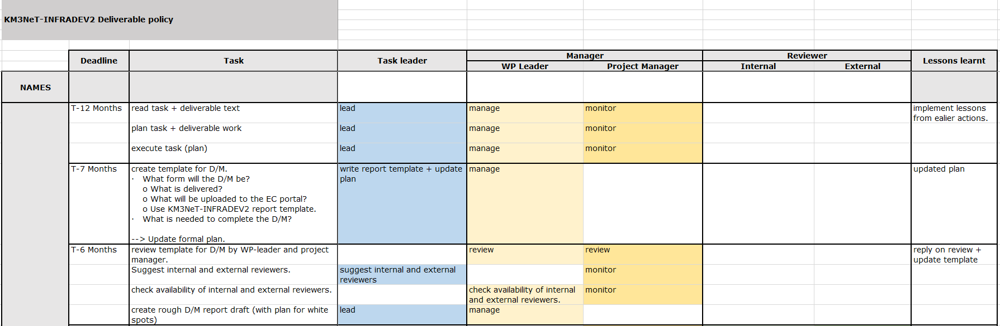 KM3NeT-INFRADEV2 Deliverable policy
Deadline Task Task leader Manager Reviewer Lessons learnt
WP Leader Project Manager Internal External
NAMES
T-12 Months read task + deliverable text lead manage monitor implement lessons
from ealier actions.
plan task + deliverable work lead manage monitor
execute task (plan) lead manage monitor
T-7 Months create template for D/M. write report template + update manage updated plan
· What form will the D/M be? plan
o What is delivered?
o What will be uploaded to the EC portal?
o Use KM3NeT-INFRADEV2 report template.
· What is needed to complete the D/M?
--> Update formal plan.
T-6 Months review template for D/M by WP-leader and project review review reply on review +
manager. update template
Suggest internal and external reviewers. suggest internal and external monitor
reviewers
check availability of internal and external reviewers. check availability of internal monitor
and external reviewers.
create rough D/M report draft (with plan for white lead manage
spots)